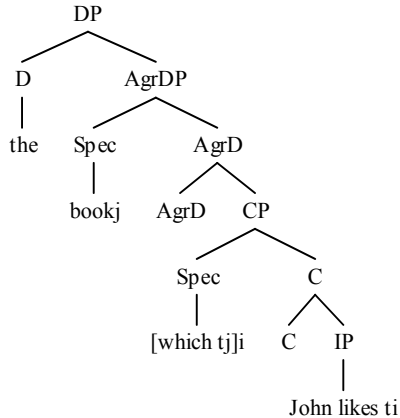 DP
D AgrDP
the Spec AgrD
bookj AgrD CP
Spec C
[which tj]i C IP
John likes ti